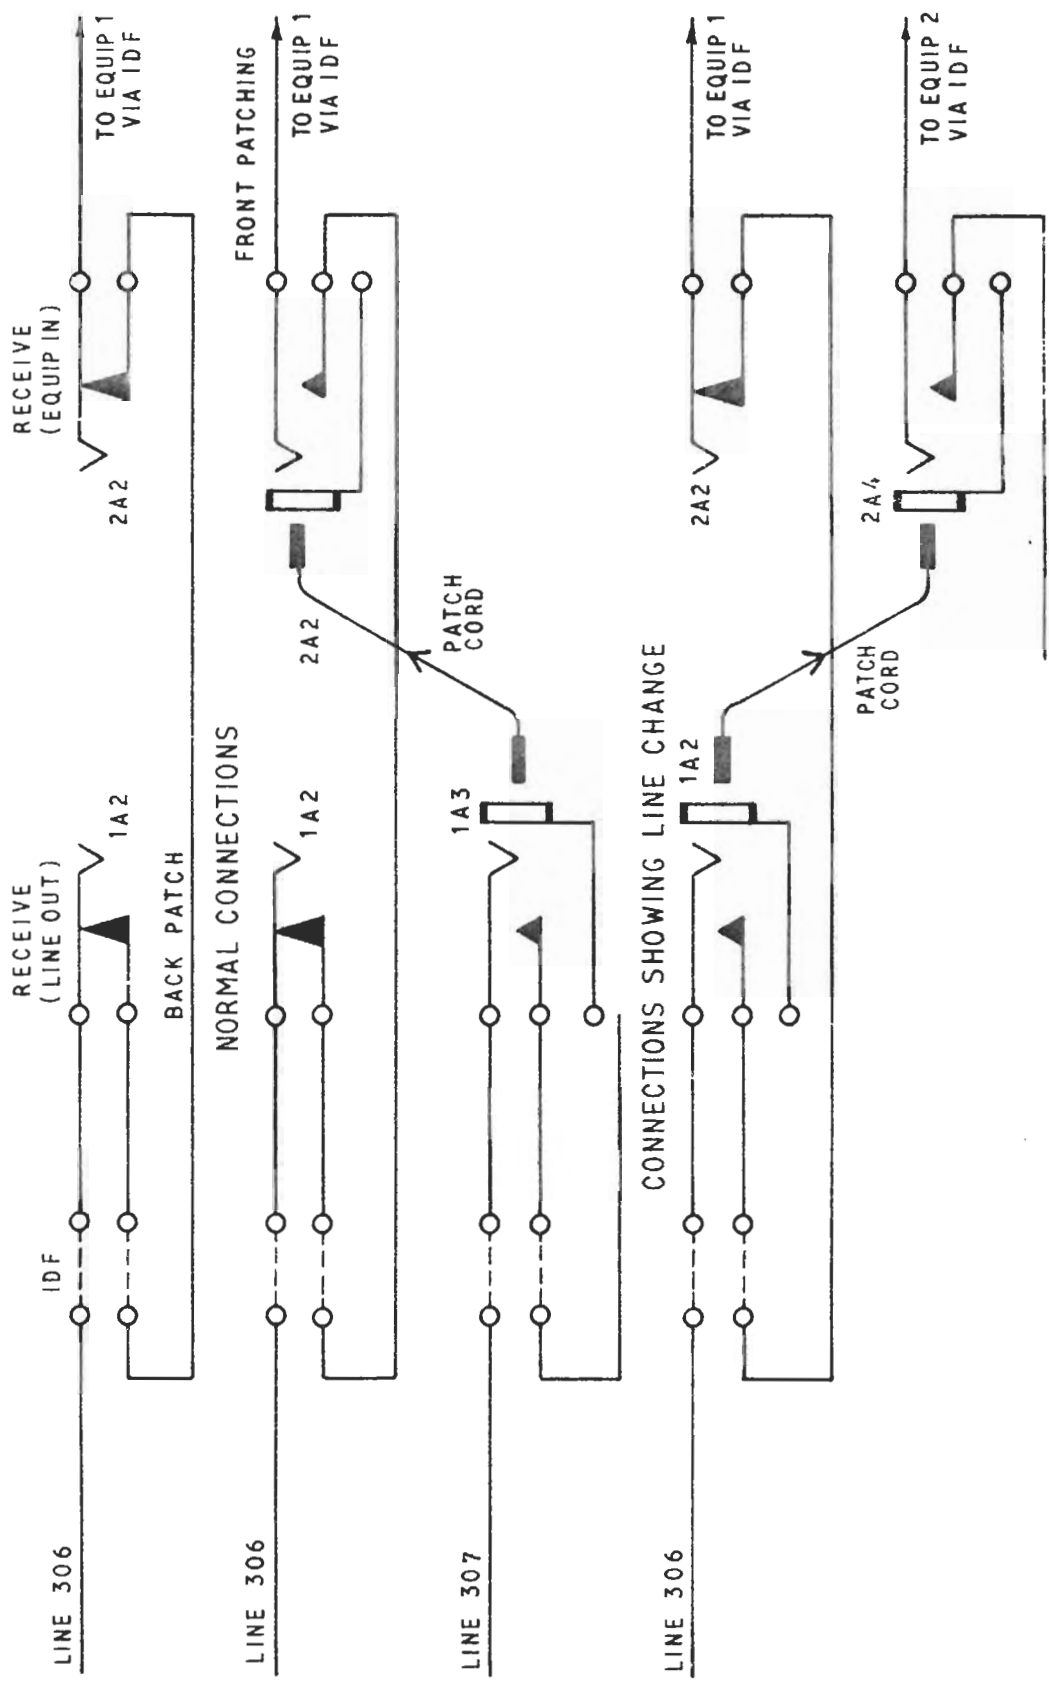 RECEIVE
(LINE OUT)
RECEIVE
(EQUIP IN)
LINE 306
IDF
1A2
2A2
TO EQUIP 1
VIA IDF
BACK PATCH
NORMAL CONNECTIONS
FRONT PATCHING
LINE 306
1A2
2A2
TO EQUIP 1
VIA IDF
PATCH
CORD
LINE 307
1A3
CONNECTIONS SHOWING LINE CHANGE
LINE 306
1A2
2A2
TO EQUIP 1
VIA IDF
PATCH
CORD
2A4
TO EQUIP 2
VIA IDF